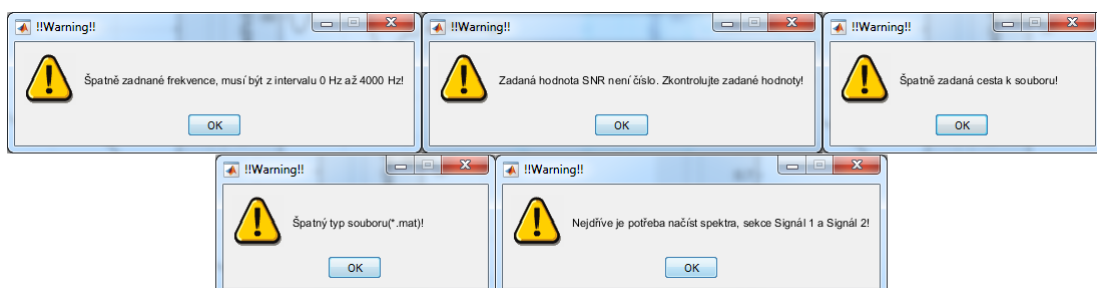 !!Warning!!
Špatně zadnané frekvence, musí být z intervalu 0 Hz až 4000 Hz!
OK
!!Warning!!
Zadaná hodnota SNR není číslo. Zkontrolujte zadané hodnoty!
OK
!!Warning!!
Špatně zadaná cesta k souboru!
OK
!!Warning!!
Špatný typ souboru(*.mat)!
OK
!!Warning!!
Nejdříve je potřeba načíst spektra, sekce Signál 1 a Signál 2!
OK